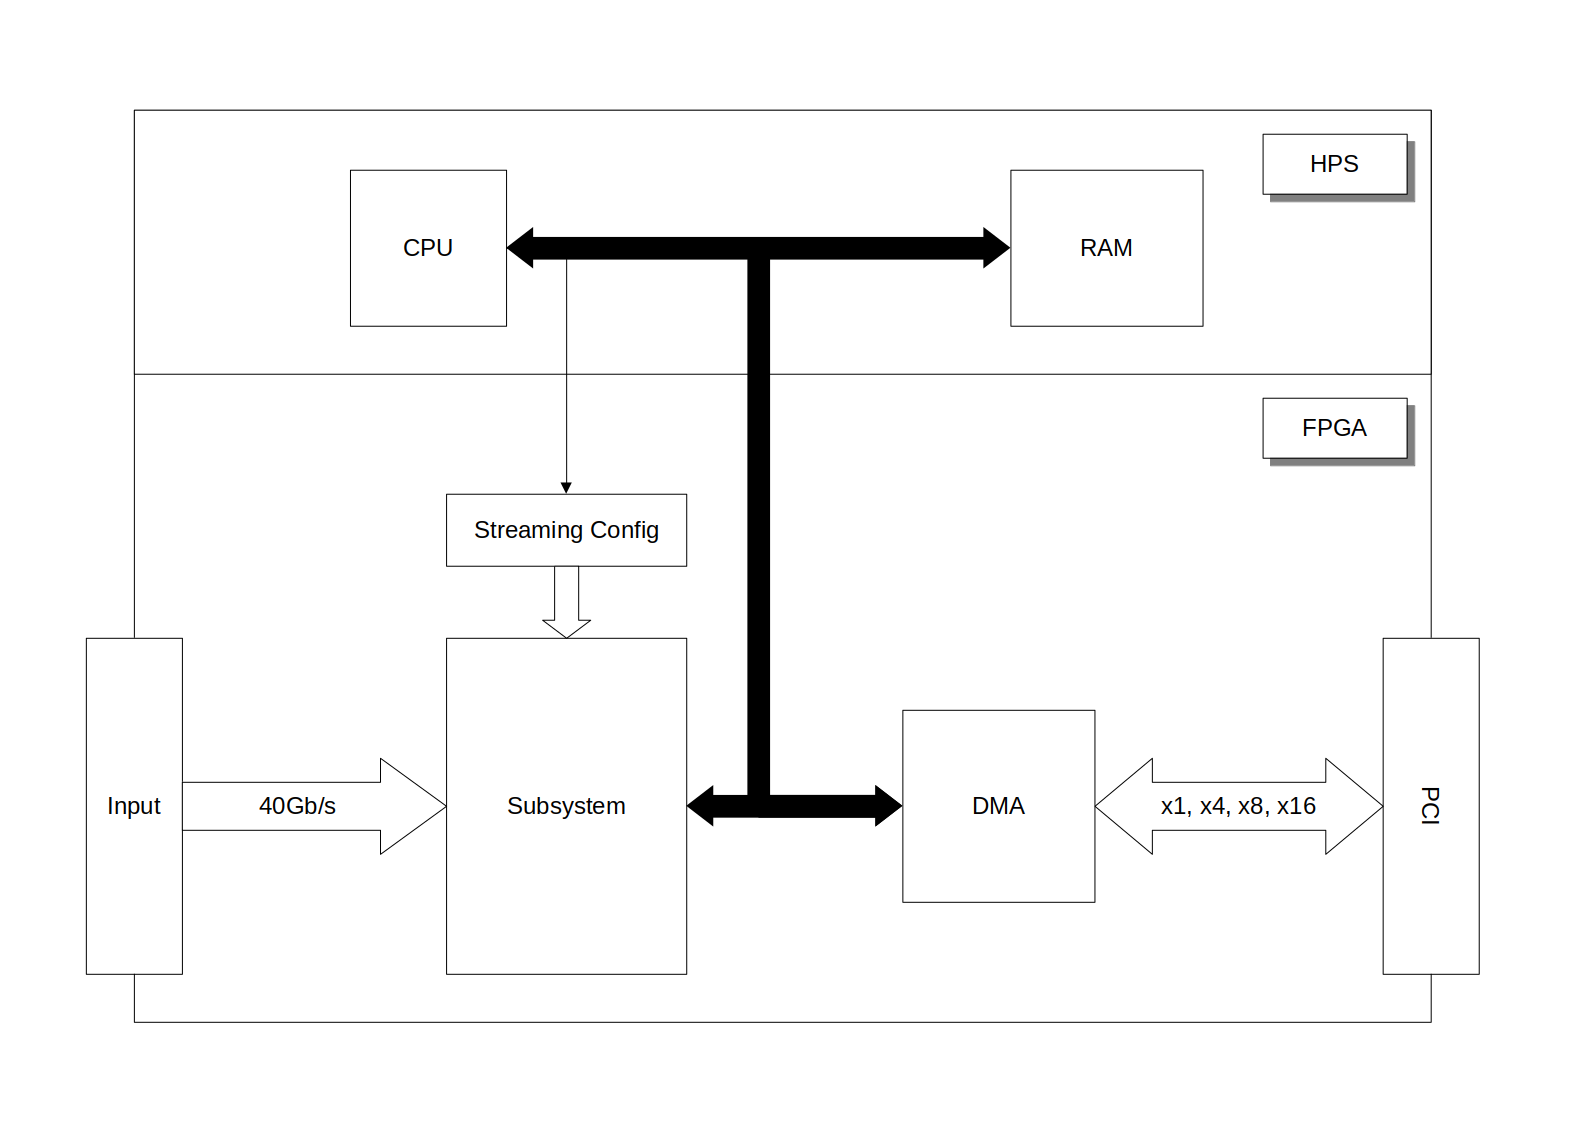 HPS
CPU
RAM
FPGA
Streaming Config
Input
40Gb/s
Subsystem
DMA
x1, x4, x8, x16
PCI